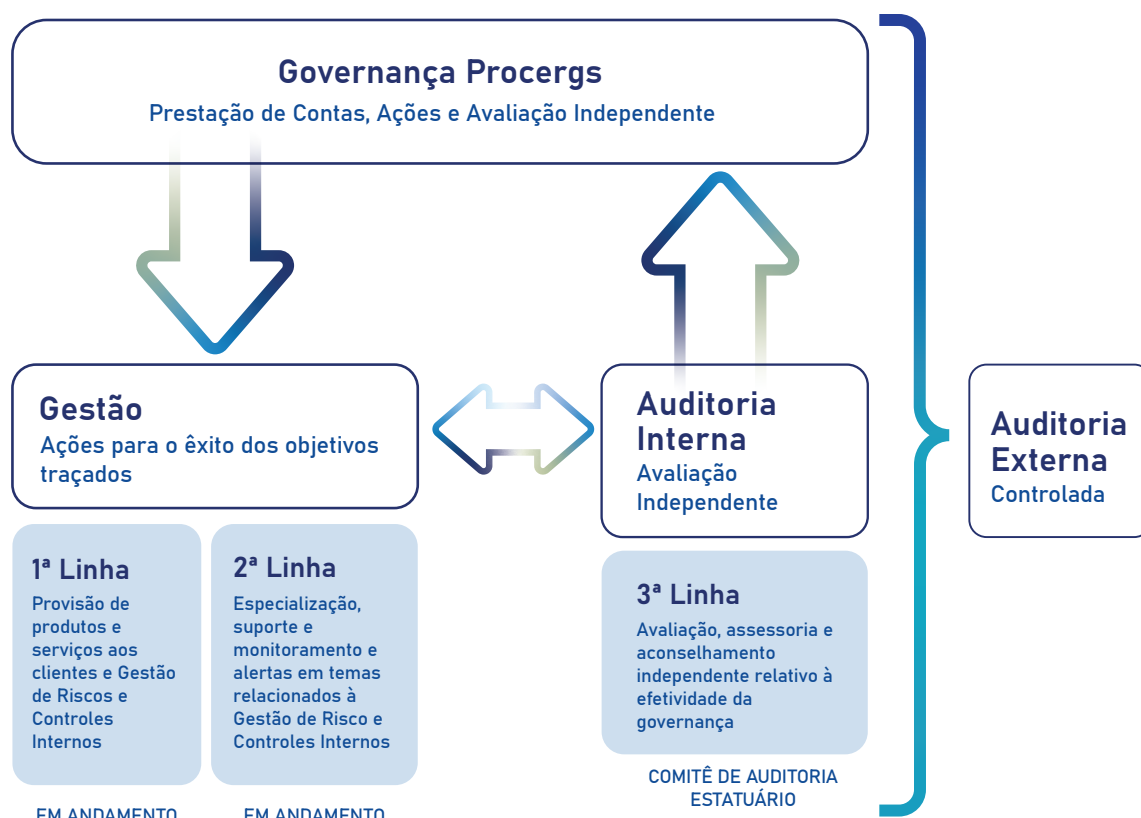 Governança Procergs
Prestação de Contas, Ações e Avaliação Independente
Gestão
Ações para o êxito dos objetivos
traçados
Auditoria
Interna
Avaliação
Independente
Auditoria
Externa
Controlada
1ª Linha
Provisão de
produtos e
serviços aos
clientes e Gestão
de Riscos e
Controles
Internos
2ª Linha
Especialização,
suporte e
monitoramento e
alertas em temas
relacionados à
Gestão de Risco e
Controles Internos
3ª Linha
Avaliação, assessoria e
aconselhamento
independente relativo à
efetividade da
governança
COMITÊ DE AUDITORIA
ESTATUÁRIO
EM ANDAMENTO
EM ANDAMENTO